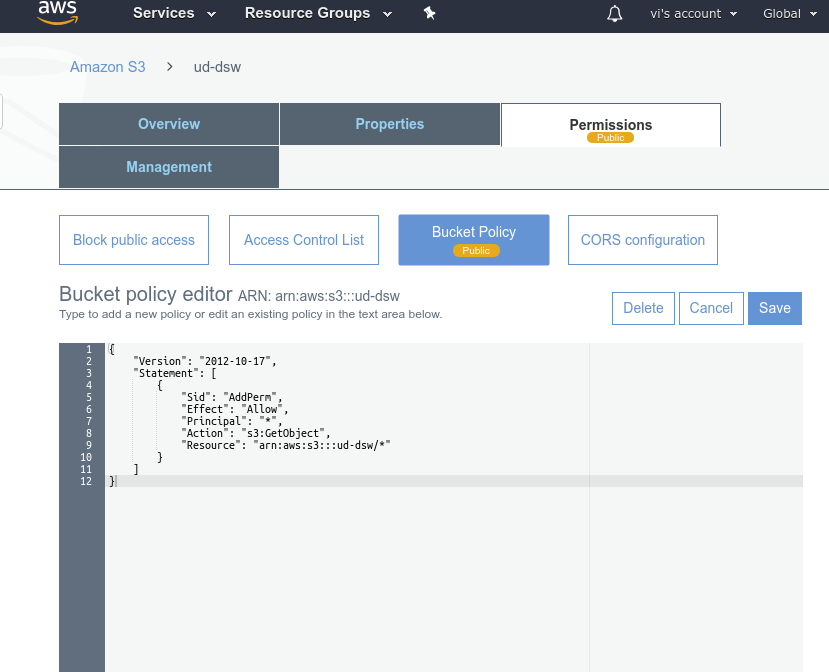 aws Services Resource Groups vi's account Global
Amazon S3 > ud-dsw
Overview Properties Permissions
Public
Management
Block public access Access Control List Bucket Policy CORS configuration
Public
Bucket policy editor ARN: arn:aws:s3:::ud-dsw
Type to add a new policy or edit an existing policy in the text area below.
Delete Cancel Save
1 {
2     "Version": "2012-10-17",
3     "Statement": [
4         {
5             "Sid": "AddPerm",
6             "Effect": "Allow",
7             "Principal": "*",
8             "Action": "s3:GetObject",
9             "Resource": "arn:aws:s3:::ud-dsw/*"
10         }
11     ]
12 }